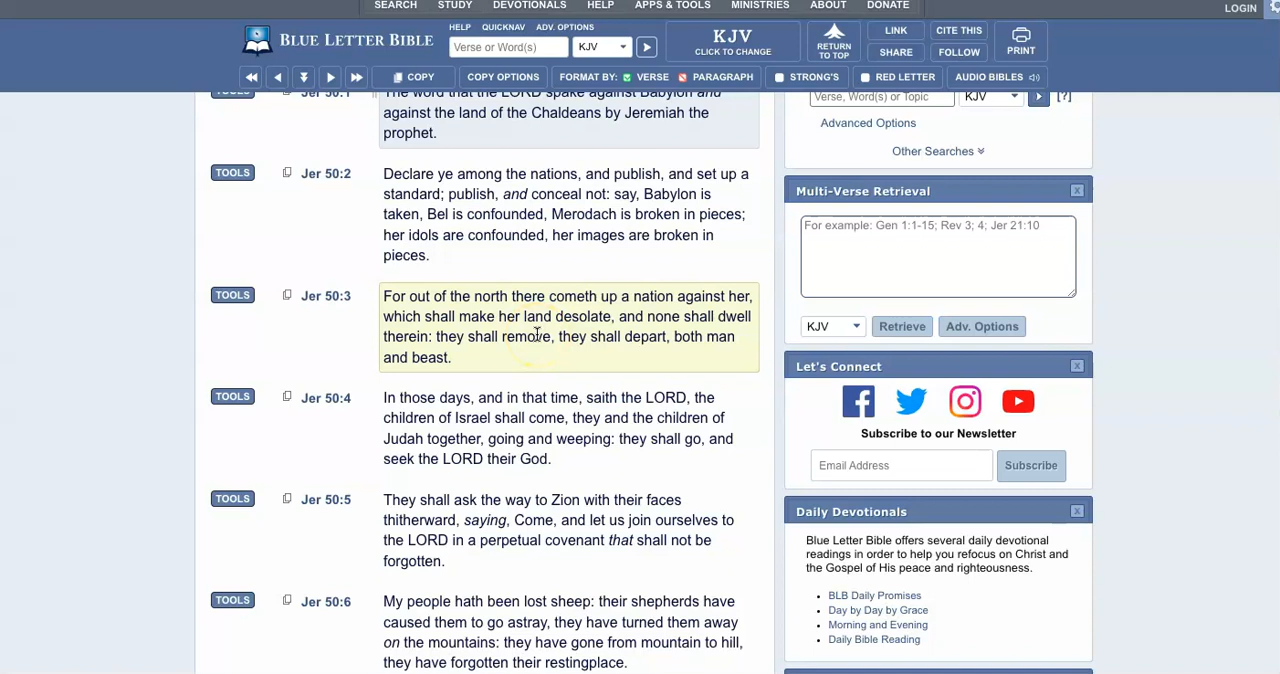 SEARCH STUDY DEVOTIONALS HELP APPS & TOOLS MINISTRIES ABOUT DONATE LOGIN
BLUE LETTER BIBLE
HELP QUICKNAV ADV. OPTIONS
Verse or Word(s) KJV
KJV
CLICK TO CHANGE
RETURN
TO TOP
LINK CITE THIS
SHARE FOLLOW
PRINT
COPY COPY OPTIONS FORMAT BY: VERSE PARAGRAPH STRONG'S RED LETTER AUDIO BIBLES
TOOLS Jer 50:1 The word that the LORD spake against Babylon and
against the land of the Chaldeans by Jeremiah the
prophet.
TOOLS Jer 50:2 Declare ye among the nations, and publish, and set up a
standard; publish, and conceal not: say, Babylon is
taken, Bel is confounded, Merodach is broken in pieces;
her idols are confounded, her images are broken in
pieces.
TOOLS Jer 50:3 For out of the north there cometh up a nation against her,
which shall make her land desolate, and none shall dwell
therein: they shall remove, they shall depart, both man
and beast.
TOOLS Jer 50:4 In those days, and in that time, saith the LORD, the
children of Israel shall come, they and the children of
Judah together, going and weeping: they shall go, and
seek the LORD their God.
TOOLS Jer 50:5 They shall ask the way to Zion with their faces
thitherward, saying, Come, and let us join ourselves to
the LORD in a perpetual covenant that shall not be
forgotten.
TOOLS Jer 50:6 My people hath been lost sheep: their shepherds have
caused them to go astray, they have turned them away
on the mountains: they have gone from mountain to hill,
they have forgotten their restingplace.
Verse, Word(s) or Topic KJV [?]
Advanced Options
Other Searches
Multi-Verse Retrieval X
For example: Gen 1:1-15; Rev 3; 4; Jer 21:10
KJV Retrieve Adv. Options
Let's Connect X
Subscribe to our Newsletter
Email Address Subscribe
Daily Devotionals X
Blue Letter Bible offers several daily devotional
readings in order to help you refocus on Christ and
the Gospel of His peace and righteousness.
• BLB Daily Promises
• Day by Day by Grace
• Morning and Evening
• Daily Bible Reading